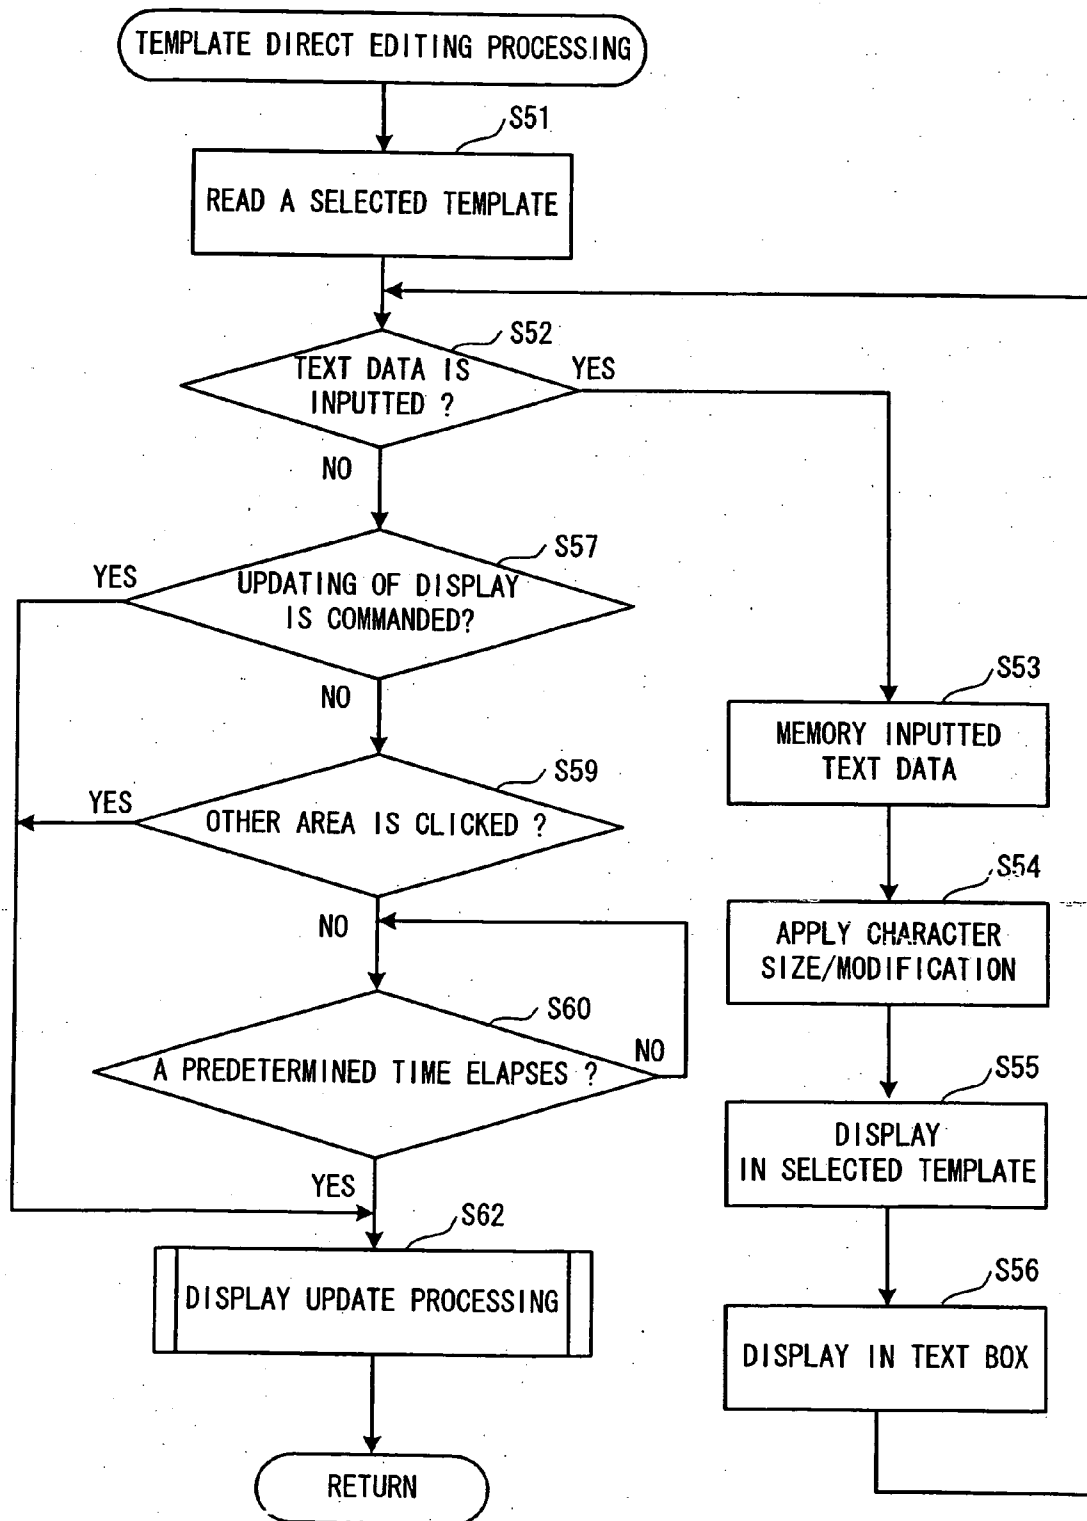 TEMPLATE DIRECT EDITING PROCESSING
S51
READ A SELECTED TEMPLATE
S52
TEXT DATA IS
INPUTTED ?
YES
NO
S57
UPDATING OF DISPLAY
IS COMMANDED?
YES
NO
S59
OTHER AREA IS CLICKED ?
YES
NO
S60
A PREDETERMINED TIME ELAPSES ?
NO
YES
S62
DISPLAY UPDATE PROCESSING
RETURN
S53
MEMORY INPUTTED
TEXT DATA
S54
APPLY CHARACTER
SIZE/MODIFICATION
S55
DISPLAY
IN SELECTED TEMPLATE
S56
DISPLAY IN TEXT BOX